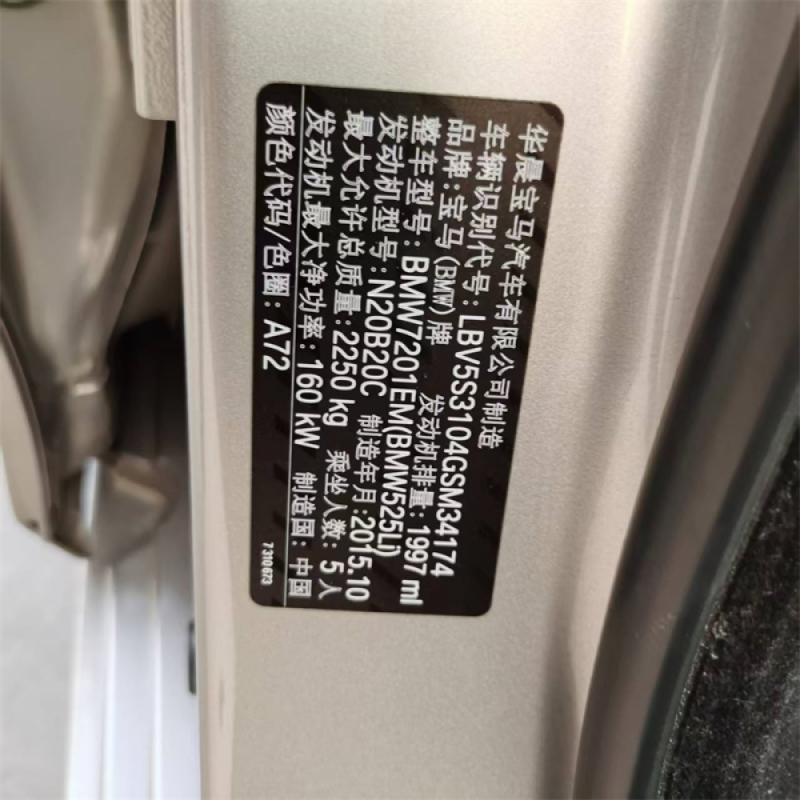 华晨宝马汽车有限公司制造
车辆识别代号:LBV5S3104GSM34174
品牌:宝马(BMW)牌 发动机排量:1997 ml
整车型号:BMW7201EM(BMW525Li)
发动机型号:N20B20C 制造年月:2015.10
最大允许总质量:2250 kg 乘坐人数:5人
发动机最大净功率:160 kW 制造国:中国
颜色代码/色圈:A72
7310673